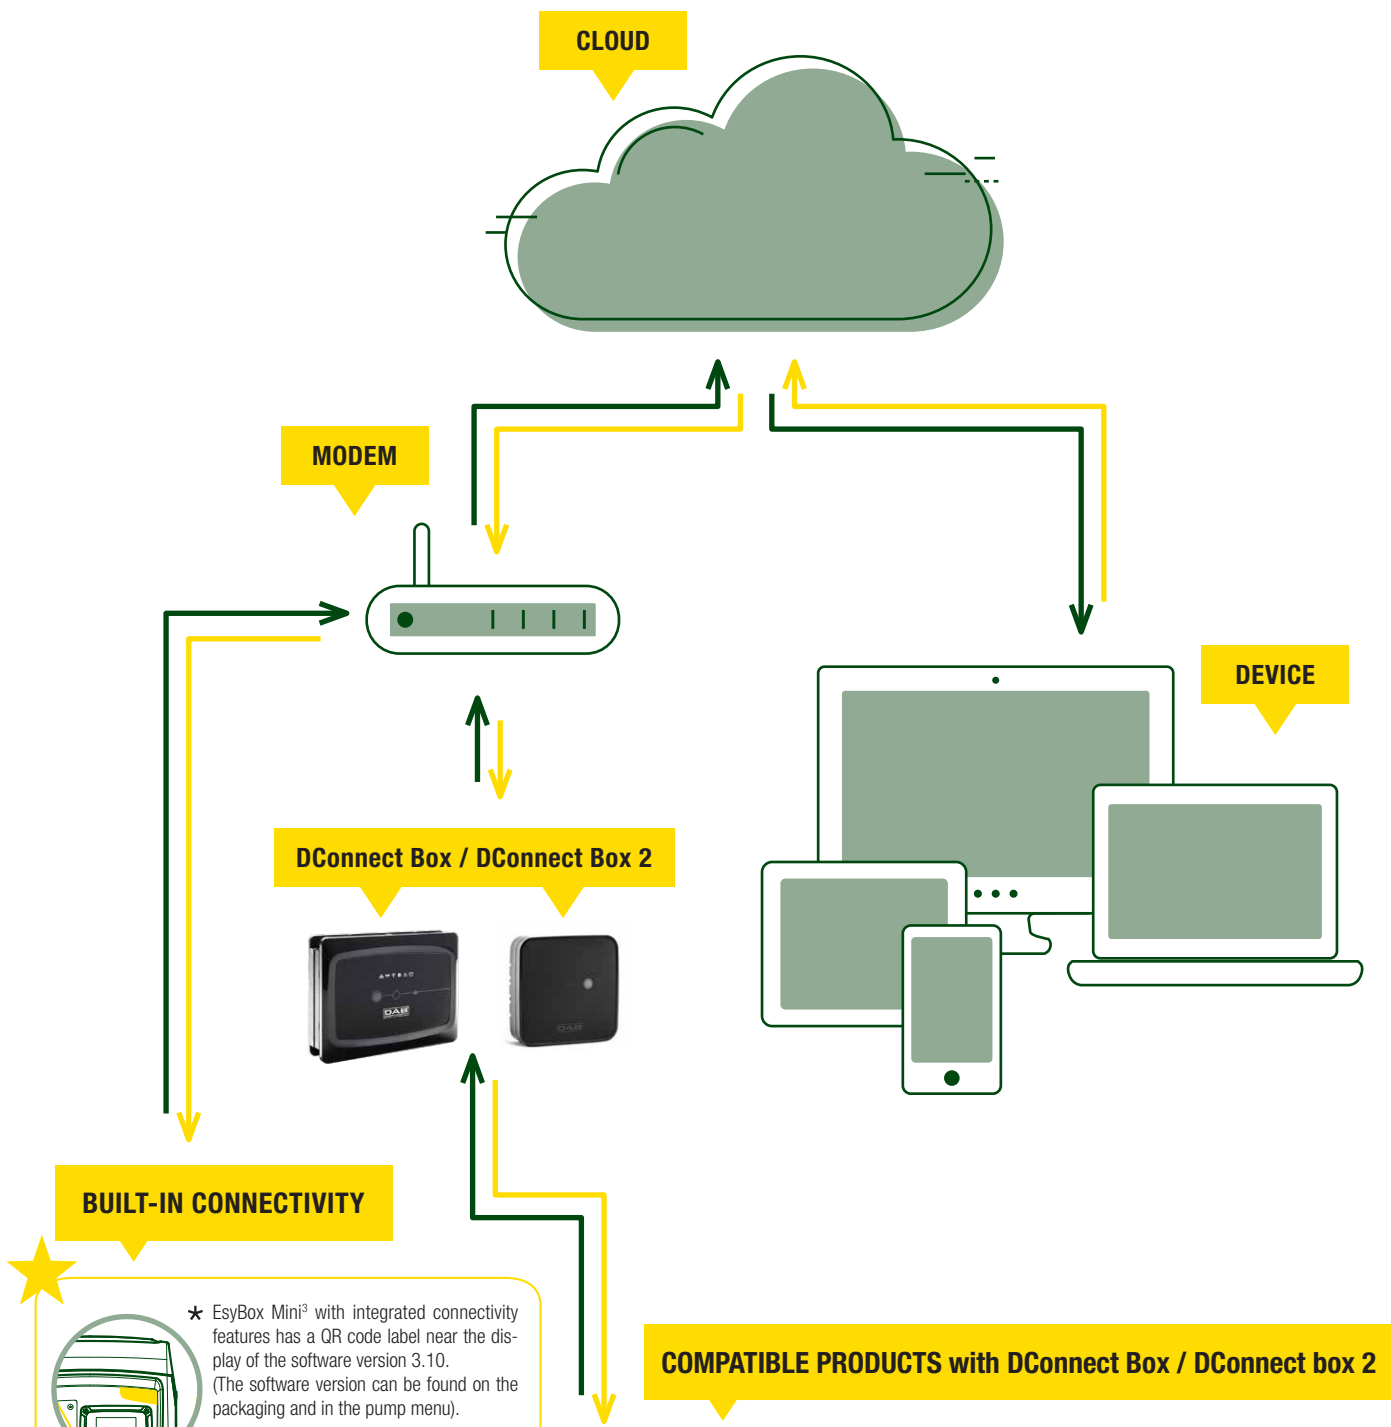 CLOUD
MODEM
DEVICE
DConnect Box / DConnect Box 2
DAB
DAB
BUILT-IN CONNECTIVITY
* EsyBox Mini³ with integrated connectivity
features has a QR code label near the dis-
play of the software version 3.10.
(The software version can be found on the
packaging and in the pump menu).
COMPATIBLE PRODUCTS with DConnect Box / DConnect box 2